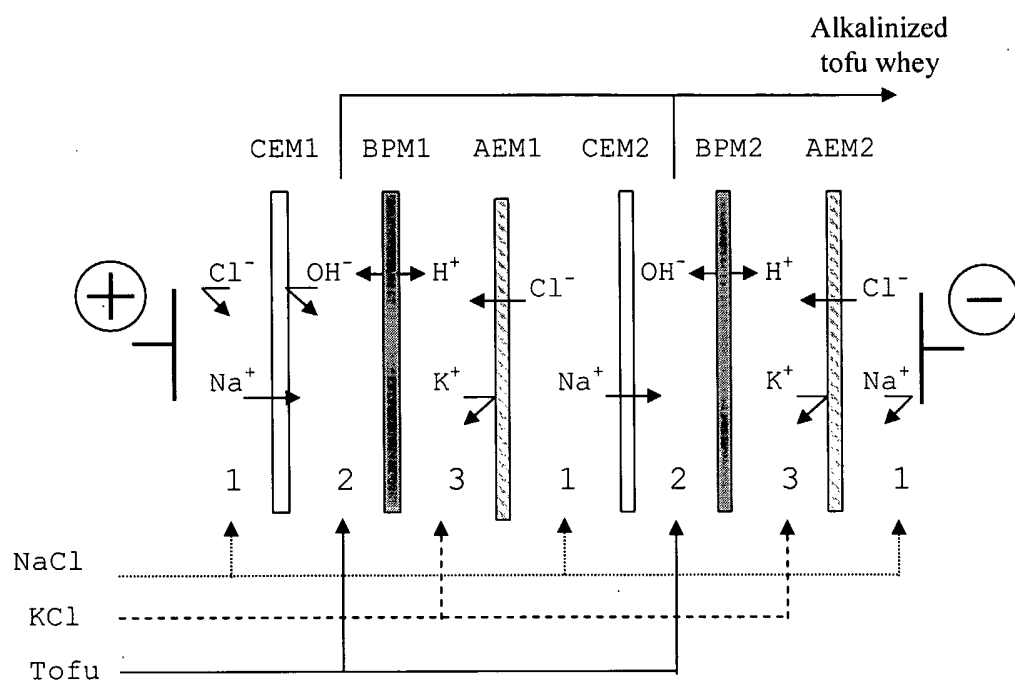 Alkalinized
tofu whey
CEM1 BPM1 AEM1 CEM2 BPM2 AEM2
+ Cl⁻ OH⁻ H⁺ Cl⁻ OH⁻ H⁺ Cl⁻ −
Na⁺ K⁺ Na⁺ K⁺ Na⁺
1 2 3 1 2 3 1
NaCl
KCl
Tofu